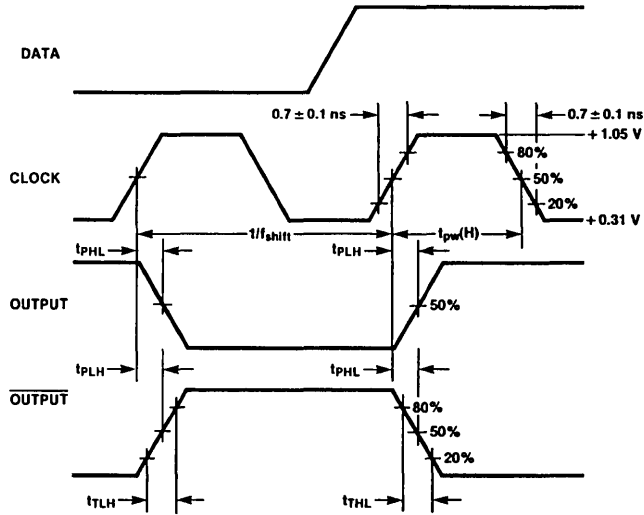 DATA
0.7 ± 0.1 ns
0.7 ± 0.1 ns
+ 1.05 V
80%
CLOCK
50%
20%
+ 0.31 V
1/fshift
tpw(H)
tPHL
tPLH
OUTPUT
50%
tPLH
tPHL
OUTPUT
80%
50%
20%
tTLH
tTHL